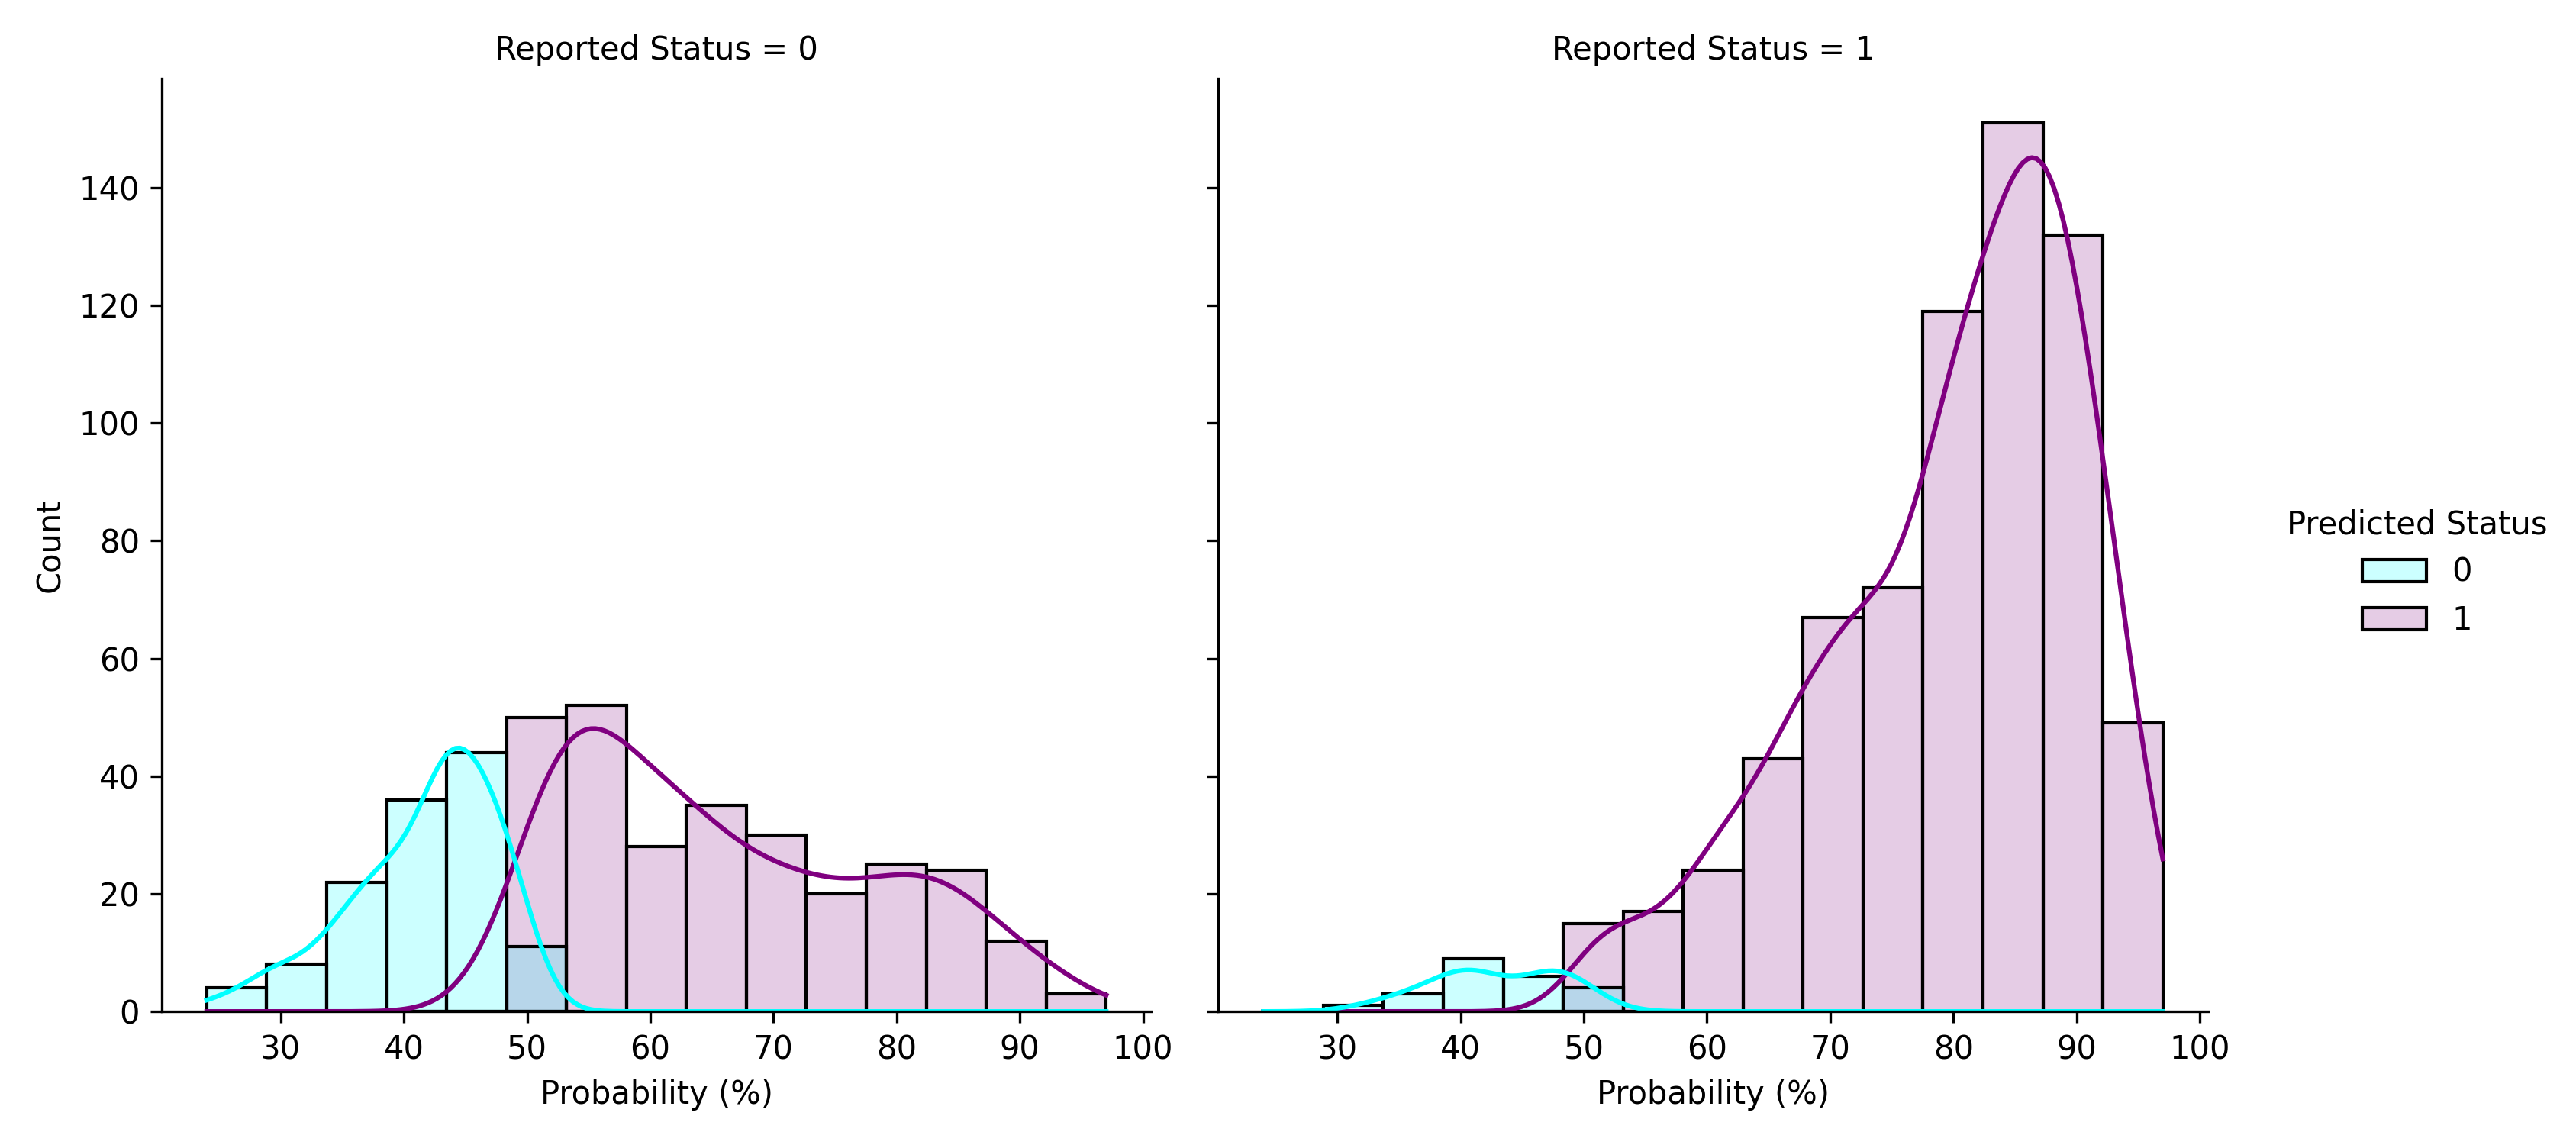 Reported Status = 0
Reported Status = 1
140
120
100
80
60
40
20
0
Count
30 40 50 60 70 80 90 100
30 40 50 60 70 80 90 100
Probability (%)
Probability (%)
Predicted Status
0
1